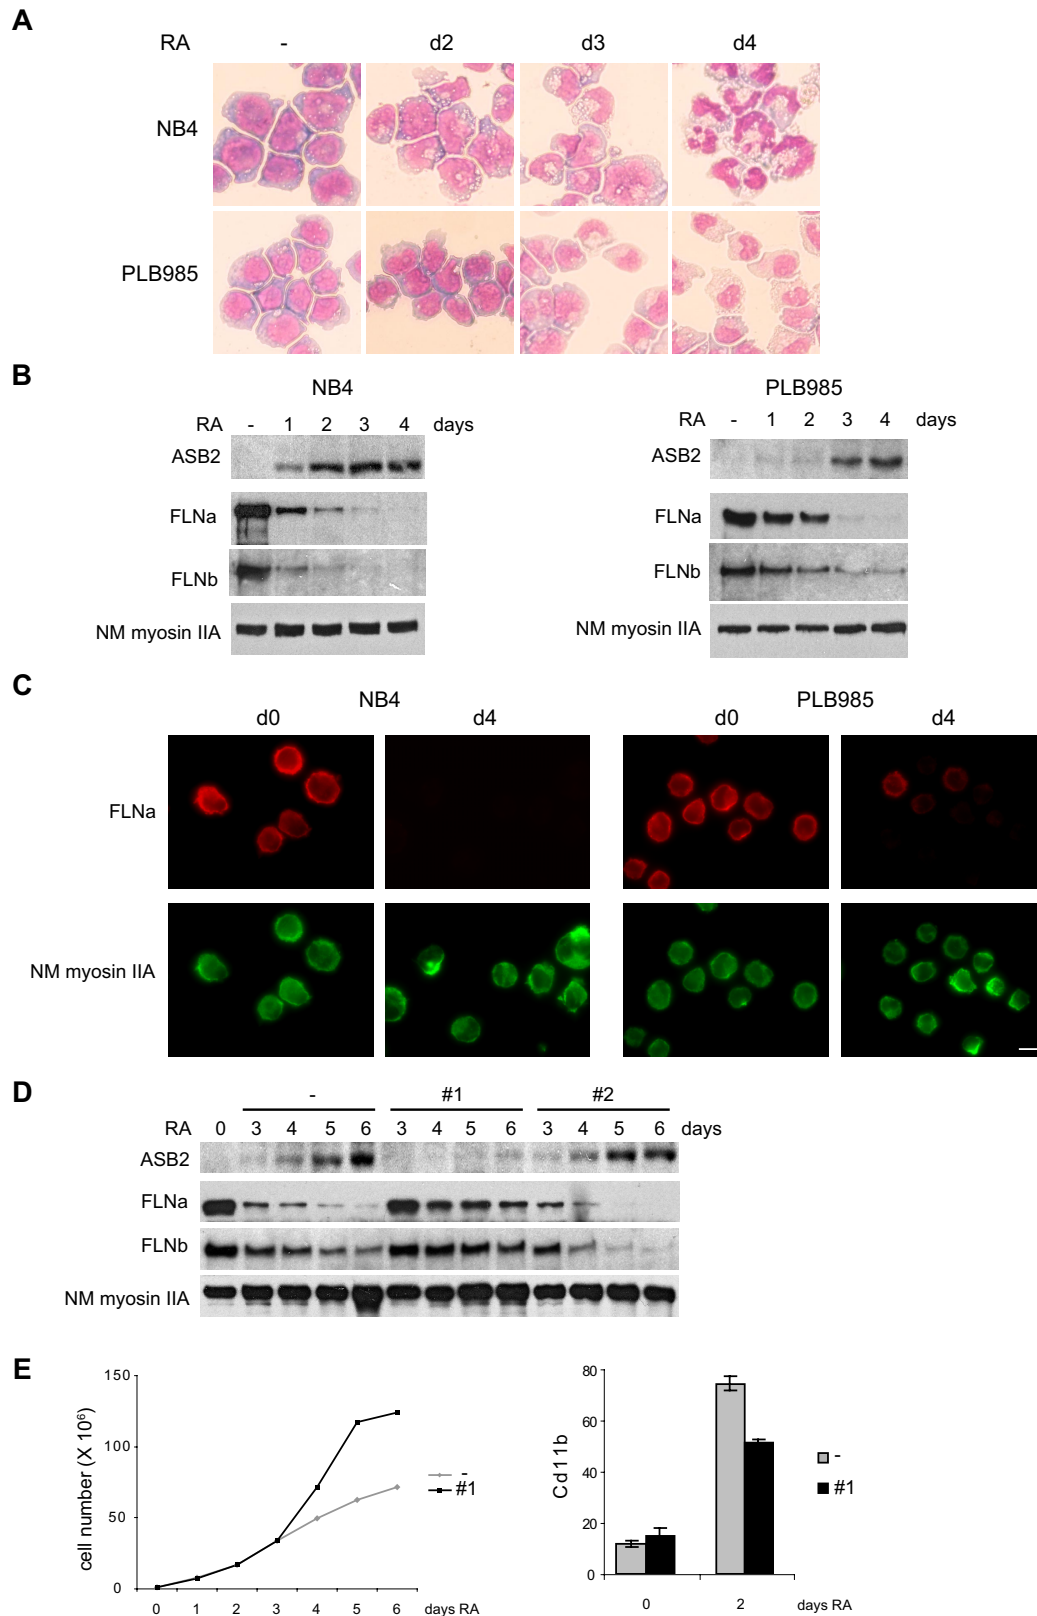 A
RA - d2 d3 d4
NB4
PLB985
B
NB4
RA - 1 2 3 4 days
ASB2
FLNa
FLNb
NM myosin IIA
PLB985
RA - 1 2 3 4 days
ASB2
FLNa
FLNb
NM myosin IIA
C
NB4 PLB985
d0 d4 d0 d4
FLNa
NM myosin IIA
D
- #1 #2
RA 0 3 4 5 6 3 4 5 6 3 4 5 6 days
ASB2
FLNa
FLNb
NM myosin IIA
E
cell number (X 10⁶)
150
100
50
0
0 1 2 3 4 5 6 days RA
-
#1
Cd11b
80
60
40
20
0
0 2 days RA
-
#1